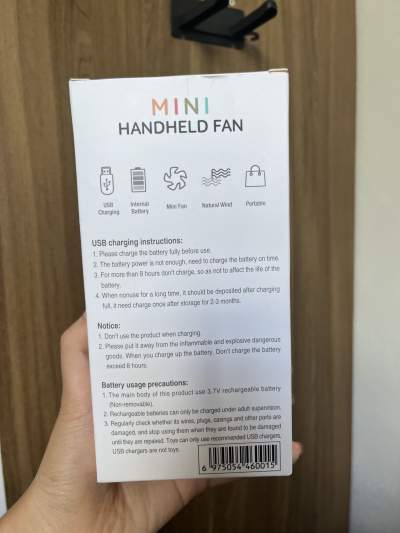 MINI
HANDHELD FAN
USB
Charging
Internal
Battery
Mini Fan
Natural Wind
Portable
USB charging instructions:
1. Please charge the battery fully before use.
2. The battery power is not enough, need to charge the battery on time.
3. For more than 8 hours don't charge, so as not to affect the life of the
battery.
4. When nonuse for a long time, it should be deposited after charging
full, it need charge once after storage for 2-3 months.
Notice:
1. Don't use the product when charging.
2. Please put it away from the inflammable and explosive dangerous
goods. When you charge up the battery. Don't charge the battery
exceed 8 hours.
Battery usage precautions:
1. The main body of this product use 3.7V rechargeable battery
(Non-removable).
2. Rechargeable batteries can only be charged under adult supervision.
3. Regularly check whether its wires, plugs, casings and other parts are
damaged, and stop using them when they are found to be damaged
until they are repaired. Toys can only use recommended USB chargers,
USB chargers are not toys.
6 975054 460015